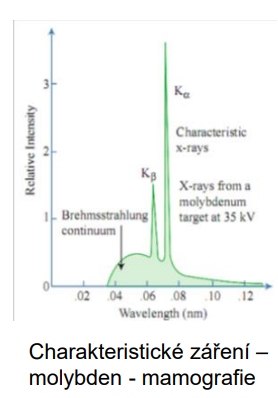 Relative Intensity
3
2
1
0
Kα
Characteristic
x-rays
Kβ
X-rays from a
molybdenum
target at 35 kV
Brehmsstrahlung
continuum
.02 .04 .06 .08 .10 .12
Wavelength (nm)
Charakteristické záření –
molybden - mamografie